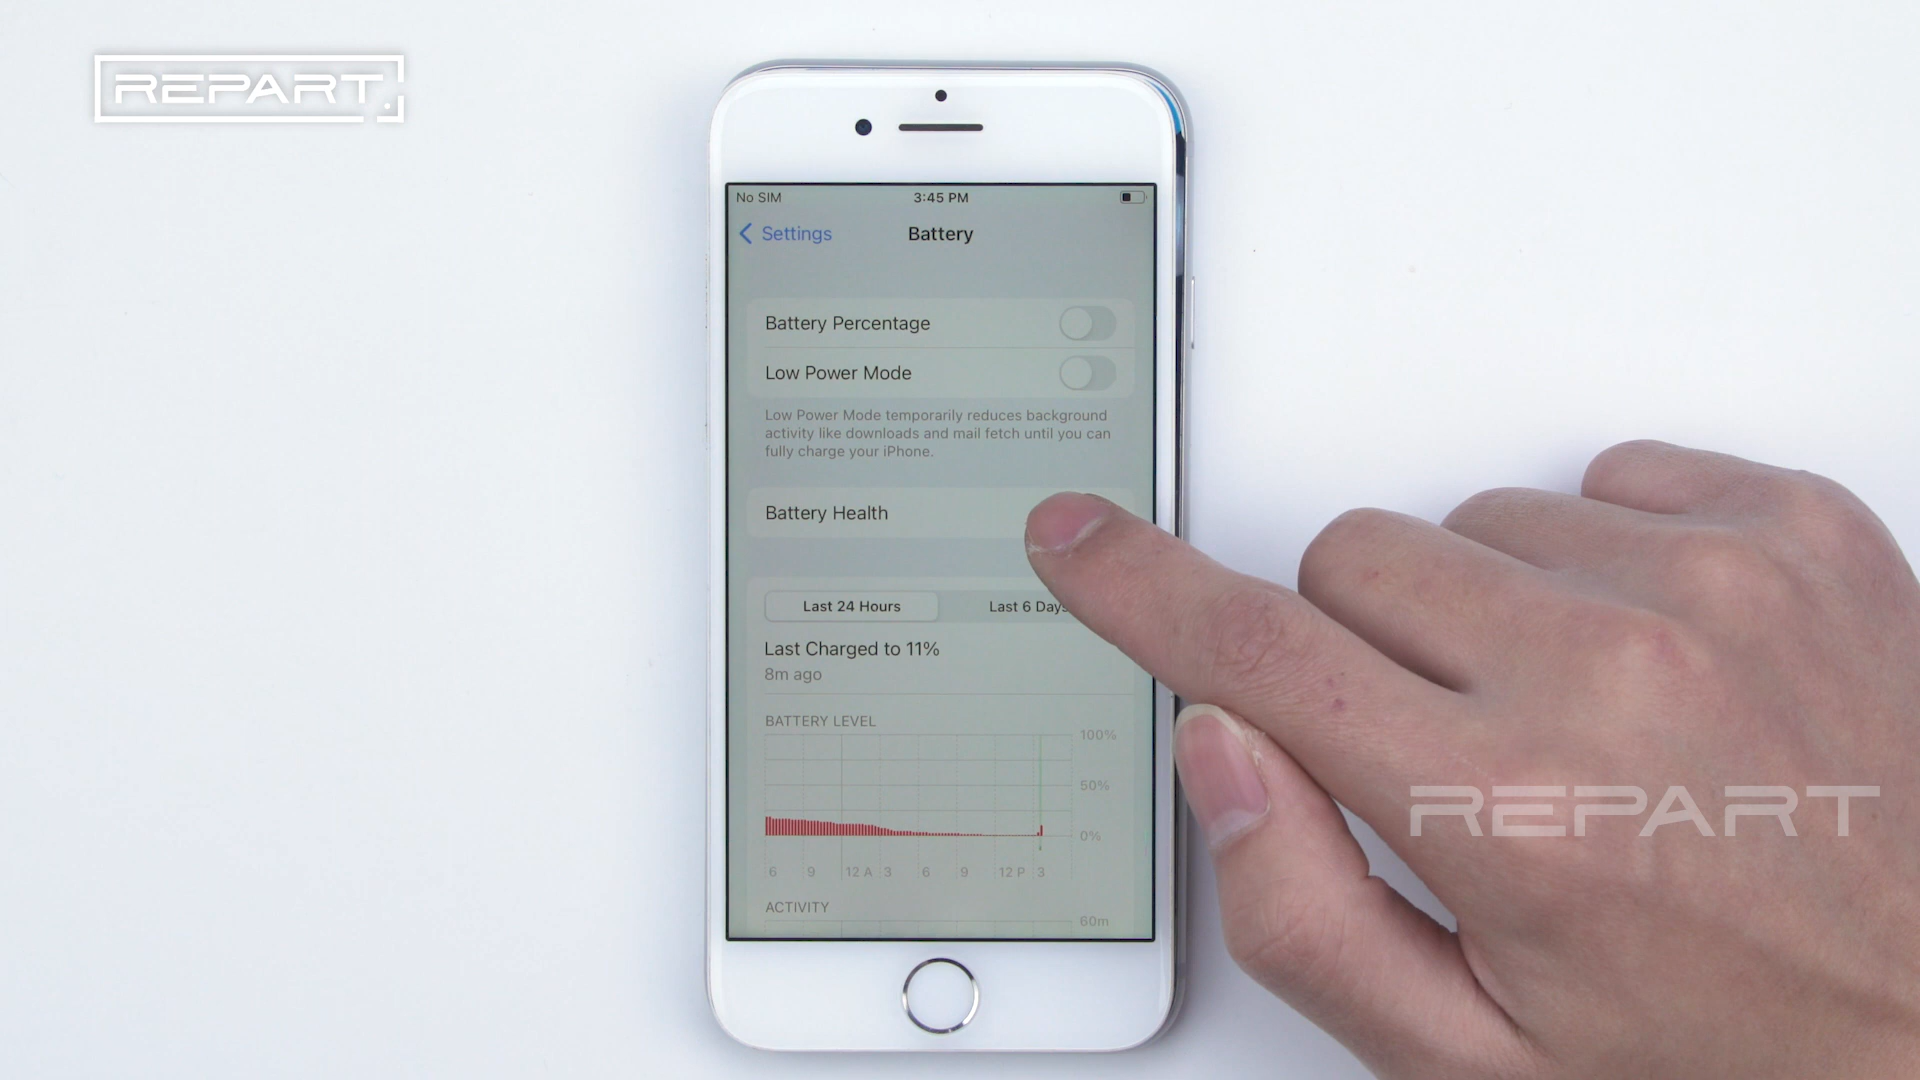 REPART
No SIM
3:45 PM
Settings
Battery
Battery Percentage
Low Power Mode
Low Power Mode temporarily reduces background
activity like downloads and mail fetch until you can
fully charge your iPhone.
Battery Health
Last 24 Hours
Last 6 Days
Last Charged to 11%
8m ago
BATTERY LEVEL
100%
50%
0%
6 9 12 A 3 6 9 12 P 3
ACTIVITY
60m
REPART